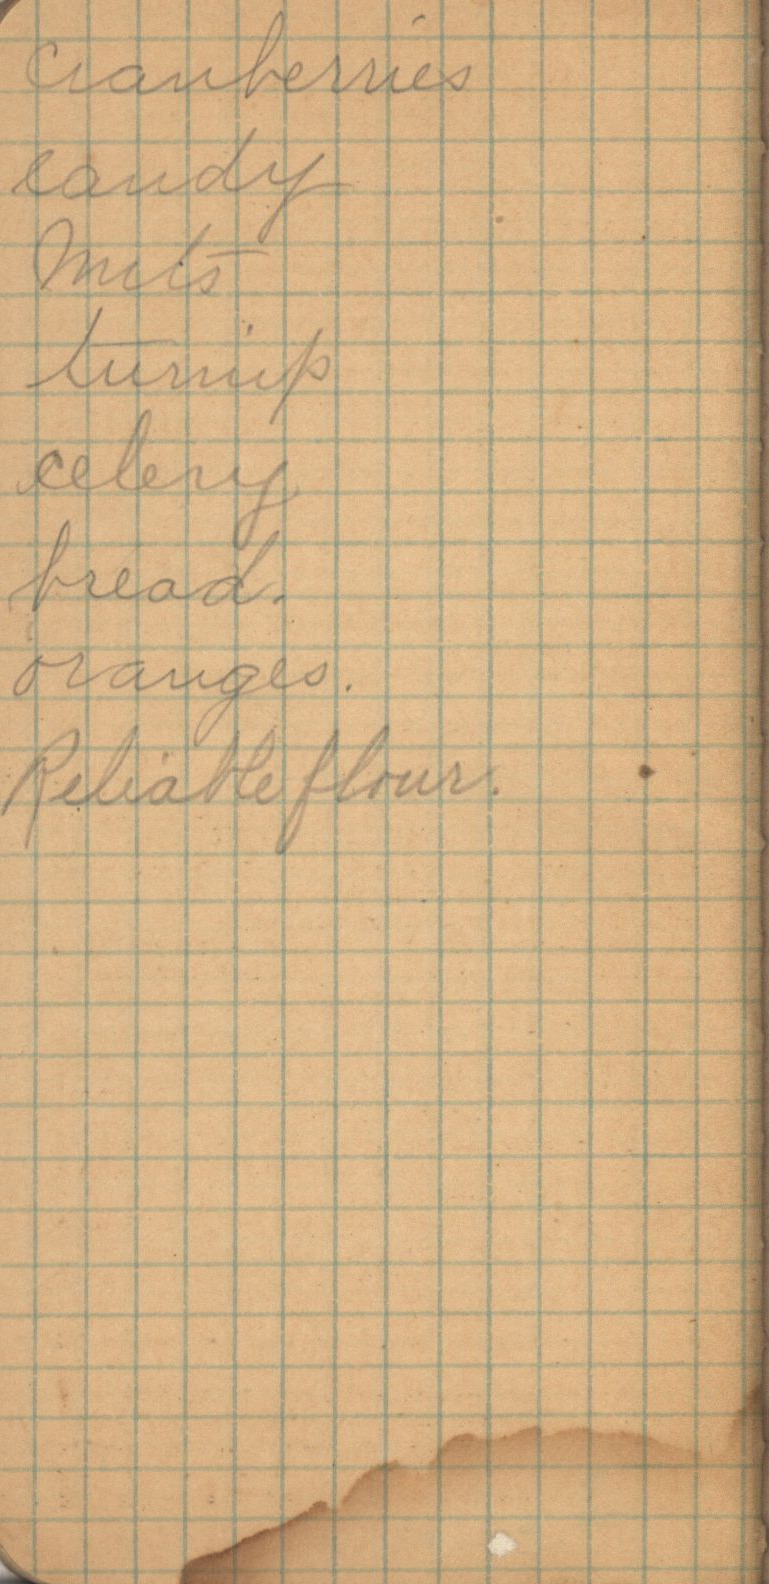 cranberries
candy
Nuts
turnip
celery
bread.
oranges.
Reliable flour.